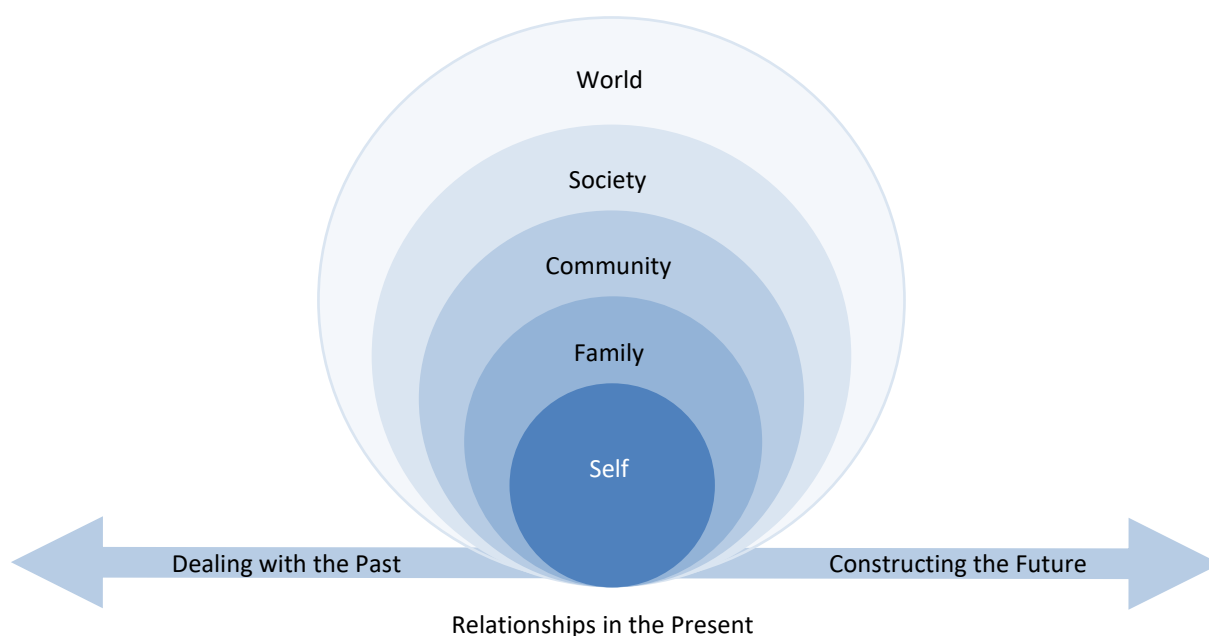 World
Society
Community
Family
Self
Dealing with the Past
Constructing the Future
Relationships in the Present